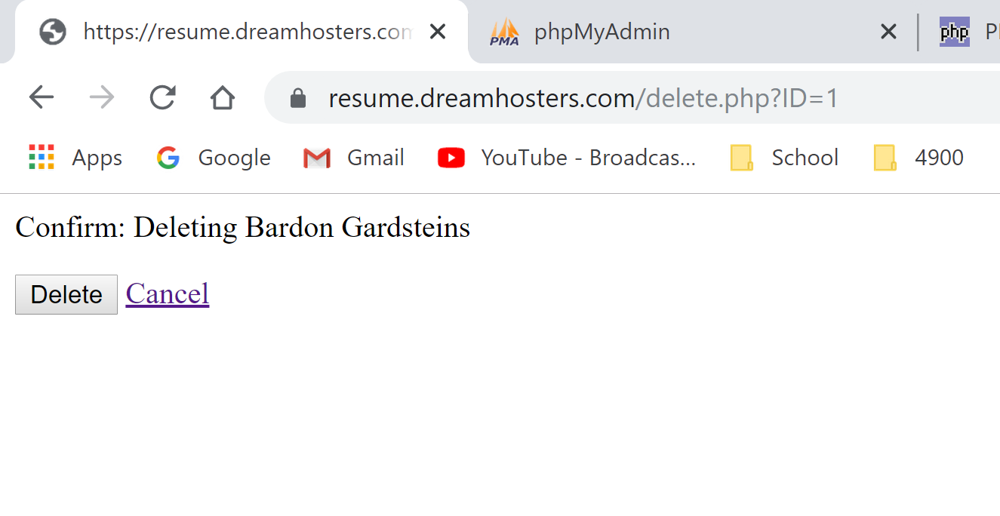 https://resume.dreamhosters.com
phpMyAdmin
php
resume.dreamhosters.com/delete.php?ID=1
Apps
Google
Gmail
YouTube - Broadcas...
School
4900
Confirm: Deleting Bardon Gardsteins
Delete Cancel